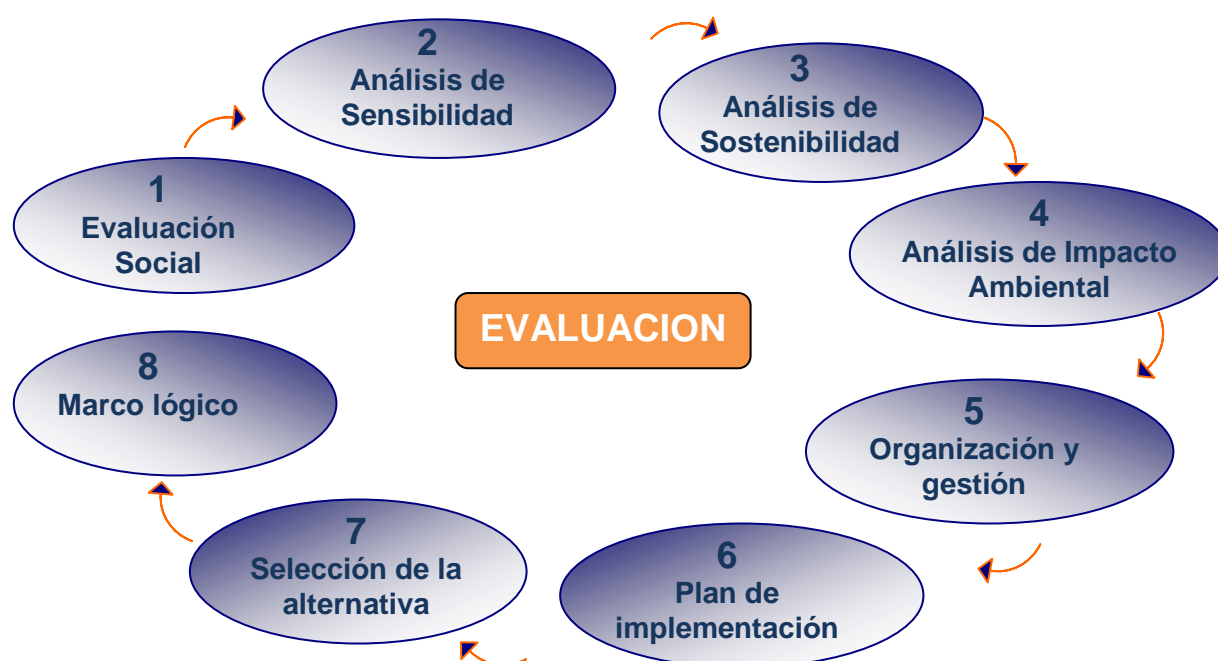 1
Evaluación
Social
2
Análisis de
Sensibilidad
3
Análisis de
Sostenibilidad
4
Análisis de Impacto
Ambiental
5
Organización y
gestión
6
Plan de
implementación
7
Selección de la
alternativa
8
Marco lógico
EVALUACION